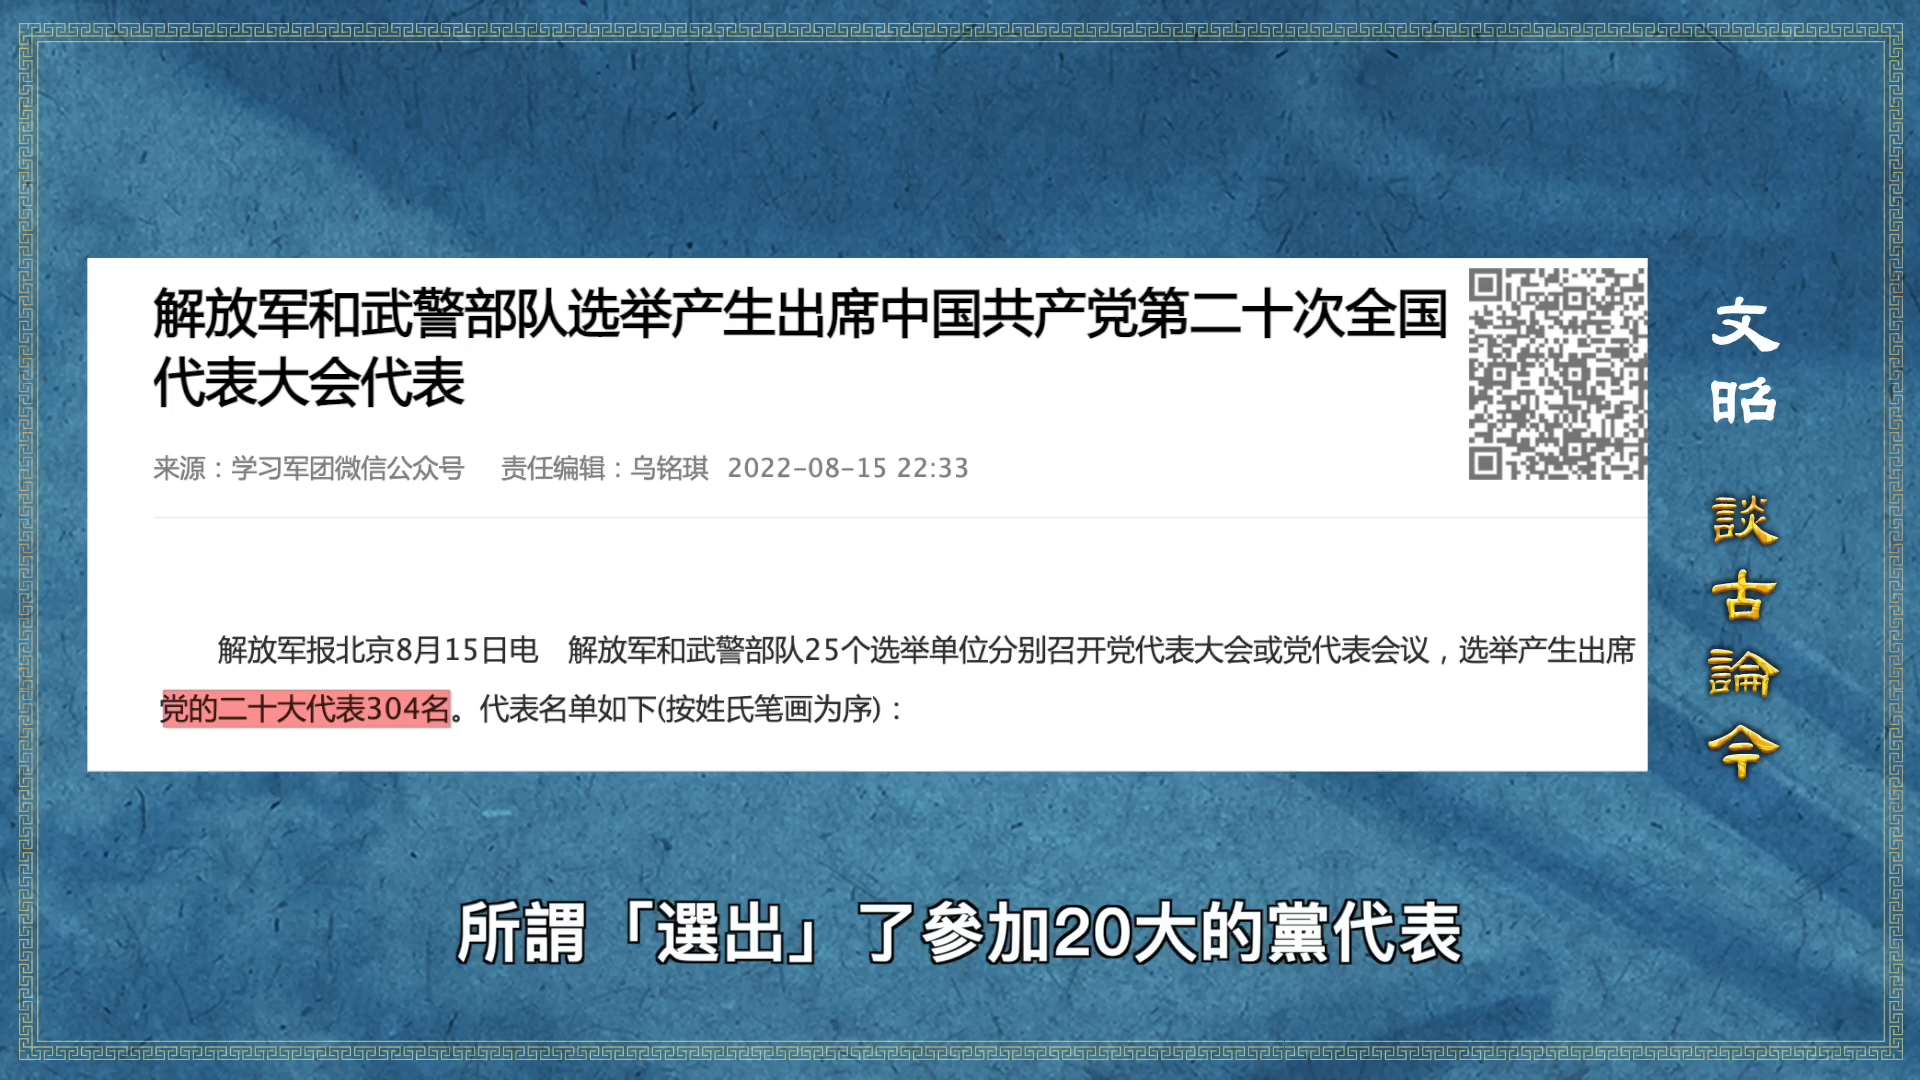 解放军和武警部队选举产生出席中国共产党第二十次全国
代表大会代表
来源：学习军团微信公众号 责任编辑：乌铭琪 2022-08-15 22:33
解放军报北京8月15日电 解放军和武警部队25个选举单位分别召开党代表大会或党代表会议，选举产生出席
党的二十大代表304名。代表名单如下(按姓氏笔画为序)：
文昭 談古論今
所謂「選出」了參加20大的黨代表